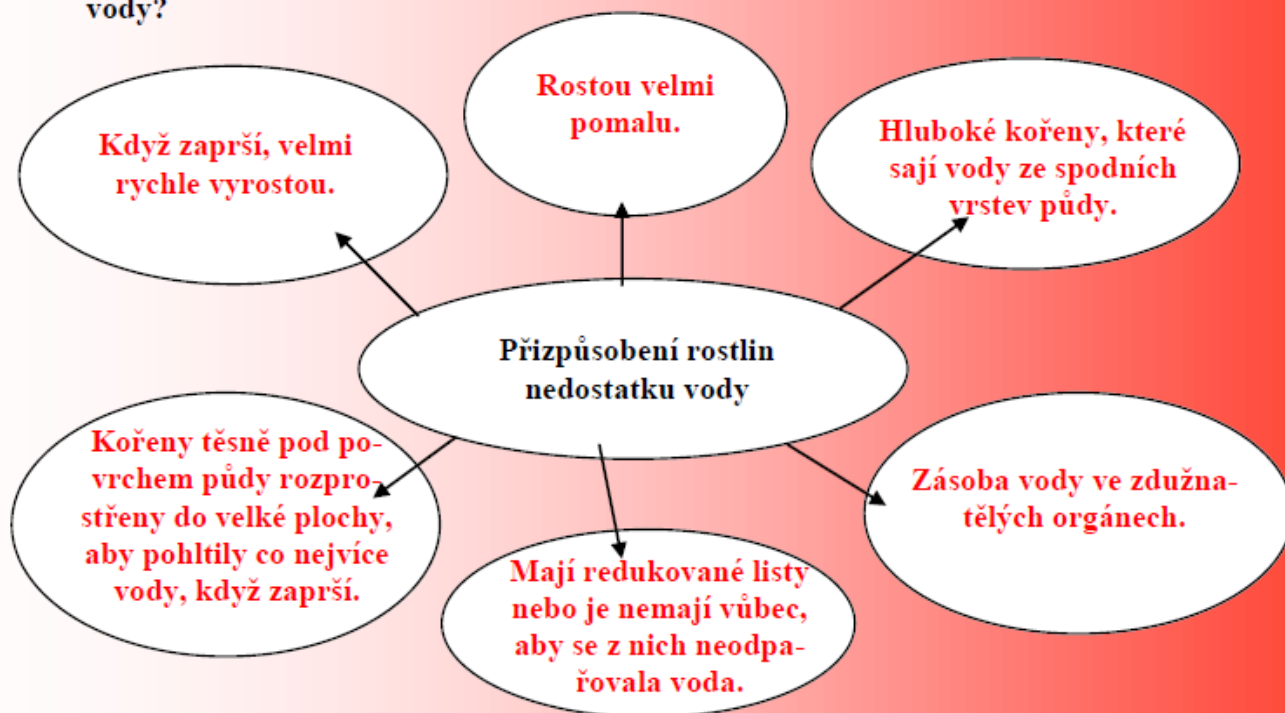 vody?
Když zaprší, velmi
rychle vyrostou.
Rostou velmi
pomalu.
Hluboké kořeny, které
sají vody ze spodních
vrstev půdy.
Přizpůsobení rostlin
nedostatku vody
Kořeny těsně pod po-
vrchem půdy rozpro-
střeny do velké plochy,
aby pohltily co nejvíce
vody, když zaprší.
Mají redukované listy
nebo je nemají vůbec,
aby se z nich neodpa-
řovala voda.
Zásoba vody ve zdužna-
tělých orgánech.